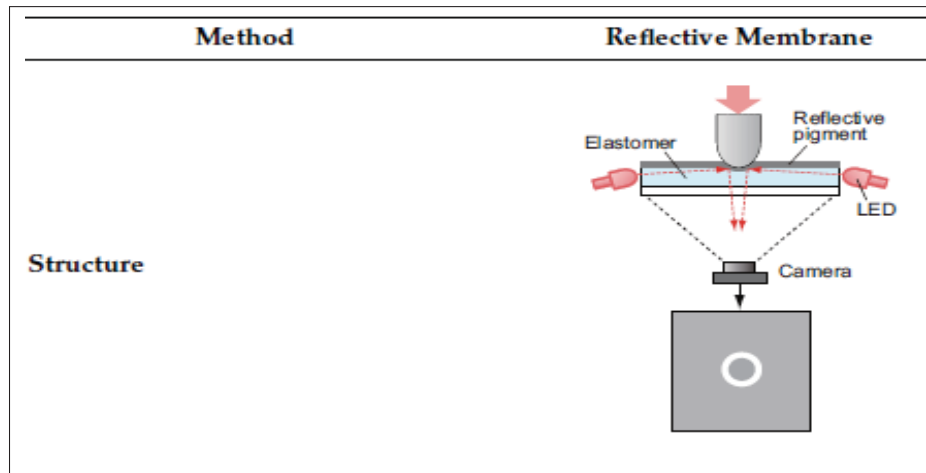 Method
Reflective Membrane
Reflective
pigment
Elastomer
LED
Structure
Camera